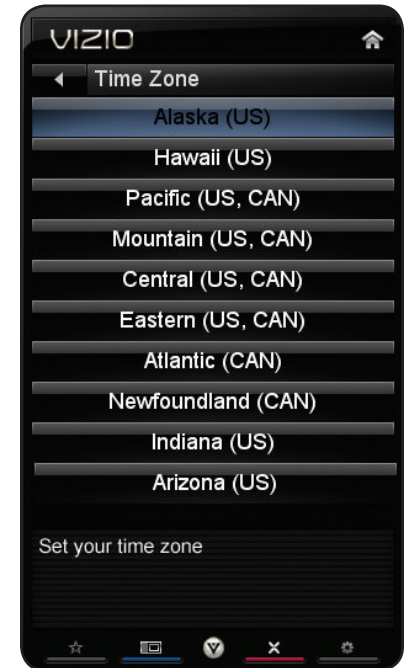 VIZIO
Time Zone
Alaska (US)
Hawaii (US)
Pacific (US, CAN)
Mountain (US, CAN)
Central (US, CAN)
Eastern (US, CAN)
Atlantic (CAN)
Newfoundland (CAN)
Indiana (US)
Arizona (US)
Set your time zone